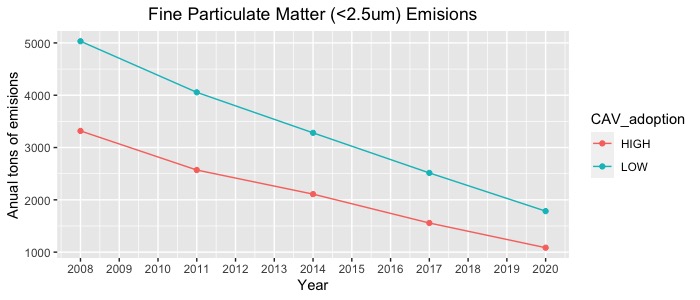 Fine Particulate Matter (<2.5um) Emisions
Anual tons of emisions
5000
4000
3000
2000
1000
2008 2009 2010 2011 2012 2013 2014 2015 2016 2017 2018 2019 2020
Year
CAV_adoption
HIGH
LOW